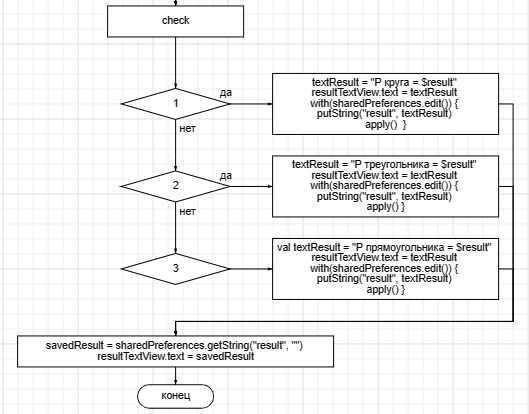 check
1
да
textResult = "Р круга = $result"
resultTextView.text = textResult
with(sharedPreferences.edit()) {
putString("result", textResult)
apply() }
нет
2
да
textResult = "Р треугольника = $result"
resultTextView.text = textResult
with(sharedPreferences.edit()) {
putString("result", textResult)
apply() }
нет
3
val textResult = "Р прямоугольника = $result"
resultTextView.text = textResult
with(sharedPreferences.edit()) {
putString("result", textResult)
apply() }
savedResult = sharedPreferences.getString("result", "")
resultTextView.text = savedResult
конец